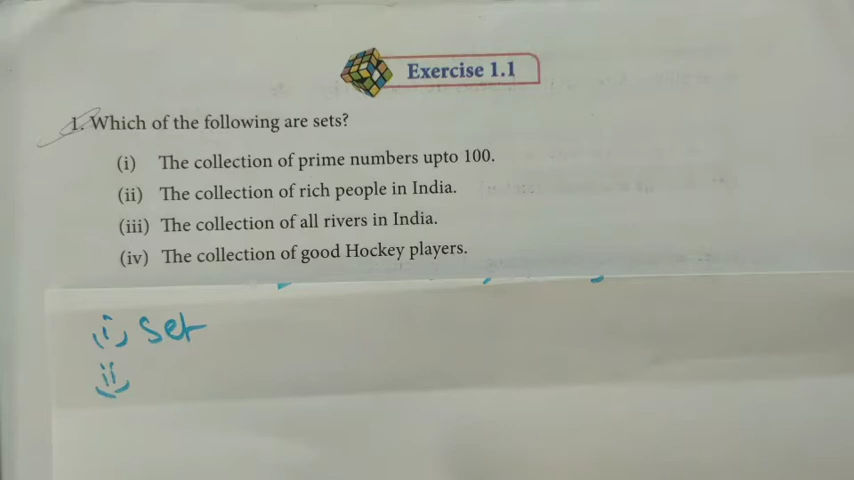 Exercise 1.1
1. Which of the following are sets?
(i) The collection of prime numbers upto 100.
(ii) The collection of rich people in India.
(iii) The collection of all rivers in India.
(iv) The collection of good Hockey players.
(i) set
(ii)